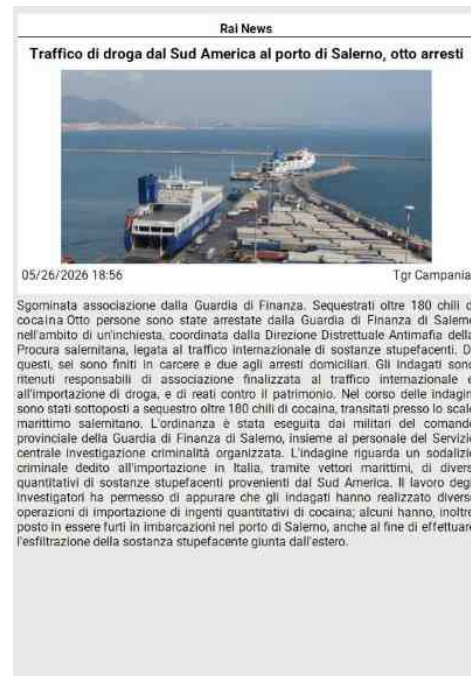 Rai News
Traffico di droga dal Sud America al porto di Salerno, otto arresti
05/26/2026 18:56
Tgr Campania
Sgominata associazione dalla Guardia di Finanza. Sequestrati oltre 180 chili d
cocaina Otto persone sono state arrestate dalla Guardia di Finanza di Salerno
nell'ambito di un'inchiesta, coordinata dalla Direzione Distrettuale Antimafia della
Procura salernitana, legata al traffico internazionale di sostanze stupefacenti. D
questi, sei sono finiti in carcere e due agli arresti domiciliari. Gli indagati sono
ritenuti responsabili di associazione finalizzata al traffico internazionale e
all'importazione di droga, e di reati contro il patrimonio. Nel corso delle indagin
sono stati sottoposti a sequestro oltre 180 chili di cocaina, transitati presso lo scalo
marittimo salernitano. L'ordinanza è stata eseguita dai militari del comando
provinciale della Guardia di Finanza di Salerno, insieme al personale del Servizio
centrale investigazione criminalità organizzata. L'indagine riguarda un sodalizio
criminale dedito all'importazione in Italia, tramite vettori marittimi, di divers
quantitativi di sostanze stupefacenti provenienti dal Sud America. Il lavoro degl
investigatori ha permesso di appurare che gli indagati hanno realizzato diverse
operazioni di importazione di ingenti quantitativi di cocaina; alcuni hanno, inoltre
posto in essere furti in imbarcazioni nel porto di Salerno, anche al fine di effettuare
l'esfiltrazione della sostanza stupefacente giunta dall'estero.